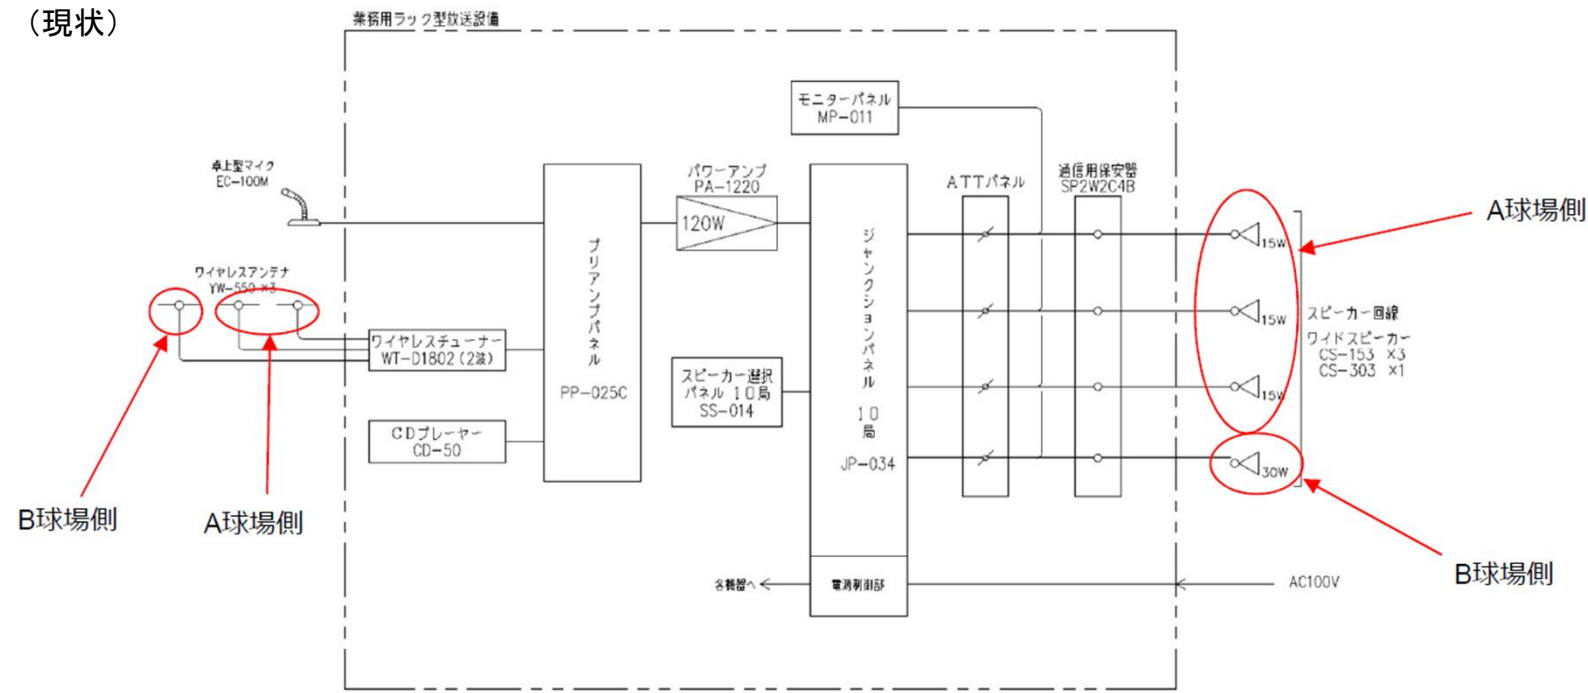 （現状）
業務用ラック型放送設備
モニターパネル
MP-011
卓上型マイク
EC-100M
パワーアンプ
PA-1220
120W
ATTパネル
通信用保安器
SP2W2C4B
A球場側
15W
ワイヤレスアンテナ
YW-550 ×3
プリアンプパネル
PP-025C
ジャンクションパネル
10局
JP-034
15W
スピーカー回線
ワイドスピーカー
CS-153 ×3
CS-303 ×1
ワイヤレスチューナー
WT-D1802（2波）
スピーカー選択
パネル 10局
SS-014
15W
CDプレーヤー
CD-50
30W
B球場側
A球場側
B球場側
各機器へ
電源制御部
AC100V